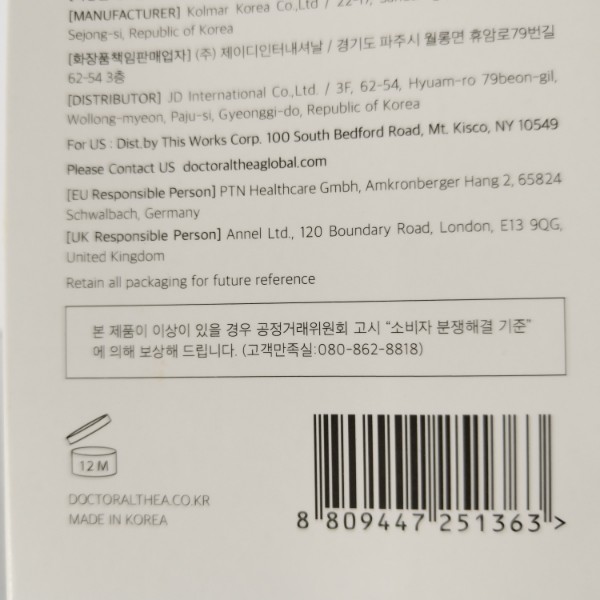 [MANUFACTURER] Kolmar Korea Co.,Ltd /
Sejong-si, Republic of Korea
[화장품책임판매업자] (주) 제이디인터내셔날 / 경기도 파주시 월롱면 휴암로79번길
62-54 3층
[DISTRIBUTOR] JD International Co.,Ltd. / 3F, 62-54, Hyuam-ro 79beon-gil,
Wollong-myeon, Paju-si, Gyeonggi-do, Republic of Korea
For US : Dist.by This Works Corp. 100 South Bedford Road, Mt. Kisco, NY 10549
Please Contact US doctoraltheaglobal.com
[EU Responsible Person] PTN Healthcare Gmbh, Amkronberger Hang 2, 65824
Schwalbach, Germany
[UK Responsible Person] Annel Ltd., 120 Boundary Road, London, E13 9QG,
United Kingdom
Retain all packaging for future reference
본 제품이 이상이 있을 경우 공정거래위원회 고시 "소비자 분쟁해결 기준"
에 의해 보상해 드립니다. (고객만족실:080-862-8818)
12 M
DOCTORALTHEA.CO.KR
MADE IN KOREA
8 809447 251363 >